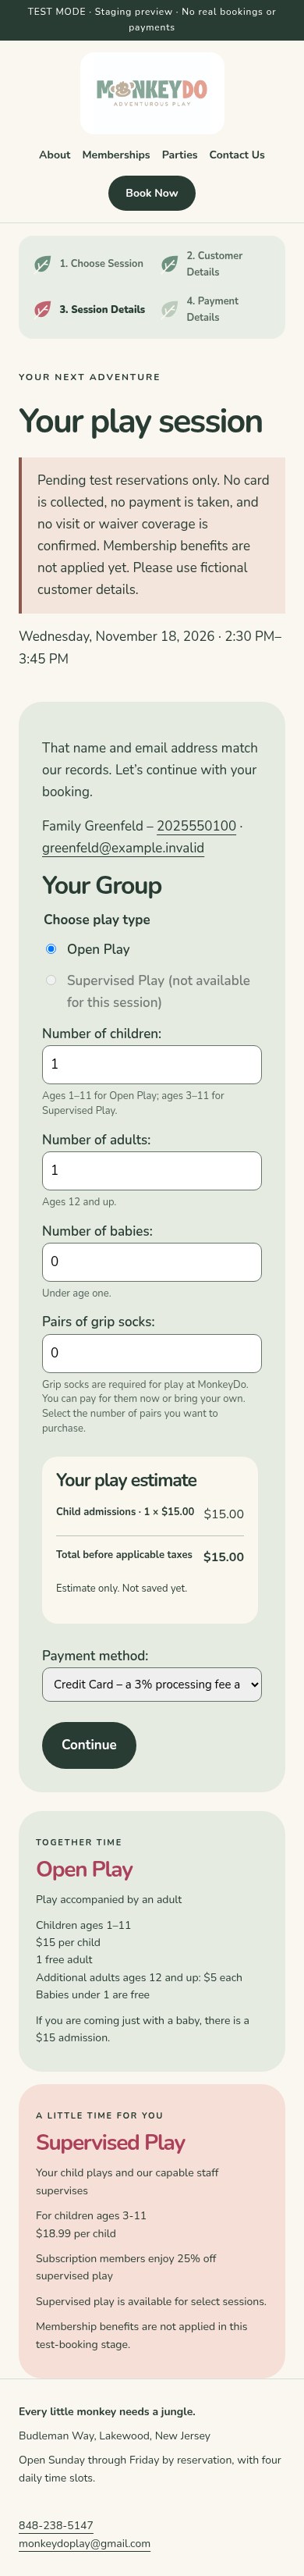 TEST MODE · Staging preview · No real bookings or
payments
MONKEYDO
ADVENTUROUS PLAY
About Memberships Parties Contact Us
Book Now
1. Choose Session
2. Customer
Details
3. Session Details
4. Payment
Details
YOUR NEXT ADVENTURE
Your play session
Pending test reservations only. No card
is collected, no payment is taken, and
no visit or waiver coverage is
confirmed. Membership benefits are
not applied yet. Please use fictional
customer details.
Wednesday, November 18, 2026 · 2:30 PM–
3:45 PM
That name and email address match
our records. Let’s continue with your
booking.
Family Greenfeld – 2025550100 ·
greenfeld@example.invalid
Your Group
Choose play type
Open Play
Supervised Play (not available
for this session)
Number of children:
1
Ages 1–11 for Open Play; ages 3–11 for
Supervised Play.
Number of adults:
1
Ages 12 and up.
Number of babies:
0
Under age one.
Pairs of grip socks:
0
Grip socks are required for play at MonkeyDo.
You can pay for them now or bring your own.
Select the number of pairs you want to
purchase.
Your play estimate
Child admissions · 1 × $15.00 $15.00
Total before applicable taxes $15.00
Estimate only. Not saved yet.
Payment method:
Credit Card – a 3% processing fee a
Continue
TOGETHER TIME
Open Play
Play accompanied by an adult
Children ages 1–11
$15 per child
1 free adult
Additional adults ages 12 and up: $5 each
Babies under 1 are free
If you are coming just with a baby, there is a
$15 admission.
A LITTLE TIME FOR YOU
Supervised Play
Your child plays and our capable staff
supervises
For children ages 3-11
$18.99 per child
Subscription members enjoy 25% off
supervised play
Supervised play is available for select sessions.
Membership benefits are not applied in this
test-booking stage.
Every little monkey needs a jungle.
Budleman Way, Lakewood, New Jersey
Open Sunday through Friday by reservation, with four
daily time slots.
848-238-5147
monkeydoplay@gmail.com